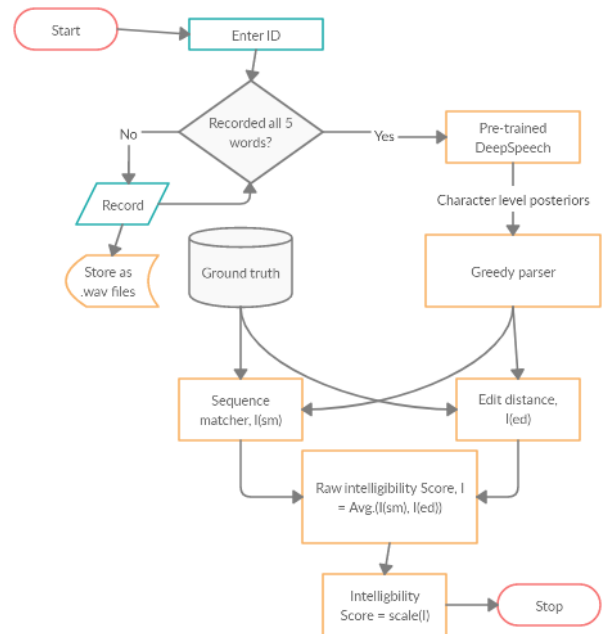 Start
Enter ID
Recorded all 5
words?
No
Yes
Pre-trained
DeepSpeech
Record
Character level posteriors
Store as
.wav files
Ground truth
Greedy parser
Sequence
matcher, I(sm)
Edit distance,
I(ed)
Raw intelligibility Score, I
= Avg.(I(sm), I(ed))
Intelligbility
Score = scale(I)
Stop